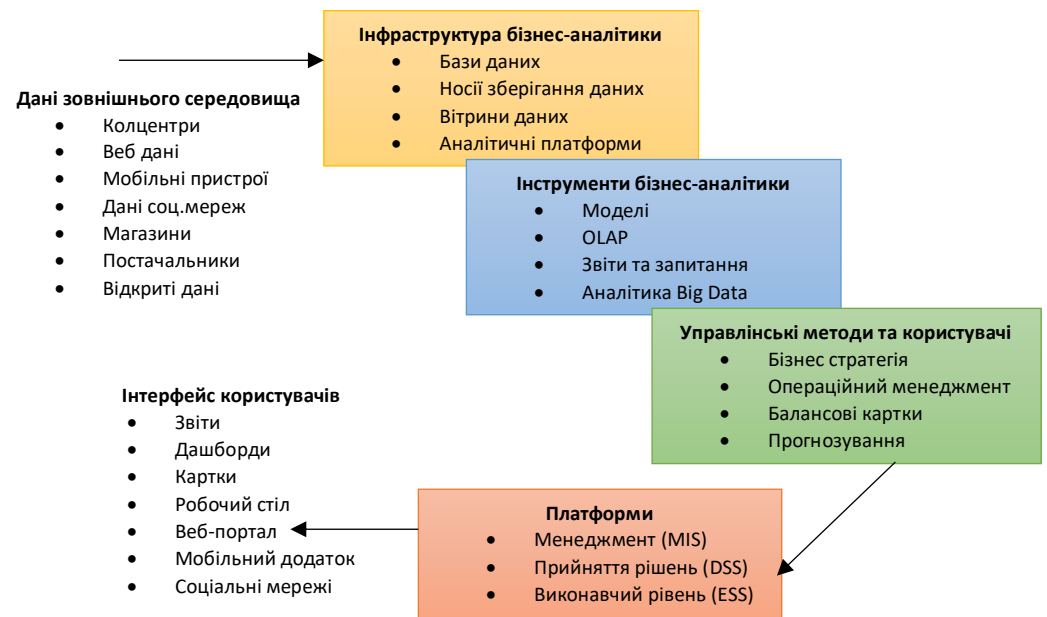 Інфраструктура бізнес-аналітики
• Бази даних
• Носії зберігання даних
• Вітрини даних
• Аналітичні платформи
Дані зовнішнього середовища
• Колцентри
• Веб дані
• Мобільні пристрої
• Дані соц.мереж
• Магазини
• Постачальники
• Відкриті дані
Інструменти бізнес-аналітики
• Моделі
• OLAP
• Звіти та запитання
• Аналітика Big Data
Управлінські методи та користувачі
• Бізнес стратегія
• Операційний менеджмент
• Балансові картки
• Прогнозування
Платформи
• Менеджмент (MIS)
• Прийняття рішень (DSS)
• Виконавчий рівень (ESS)
Інтерфейс користувачів
• Звіти
• Дашборди
• Картки
• Робочий стіл
• Веб-портал
• Мобільний додаток
• Соціальні мережі